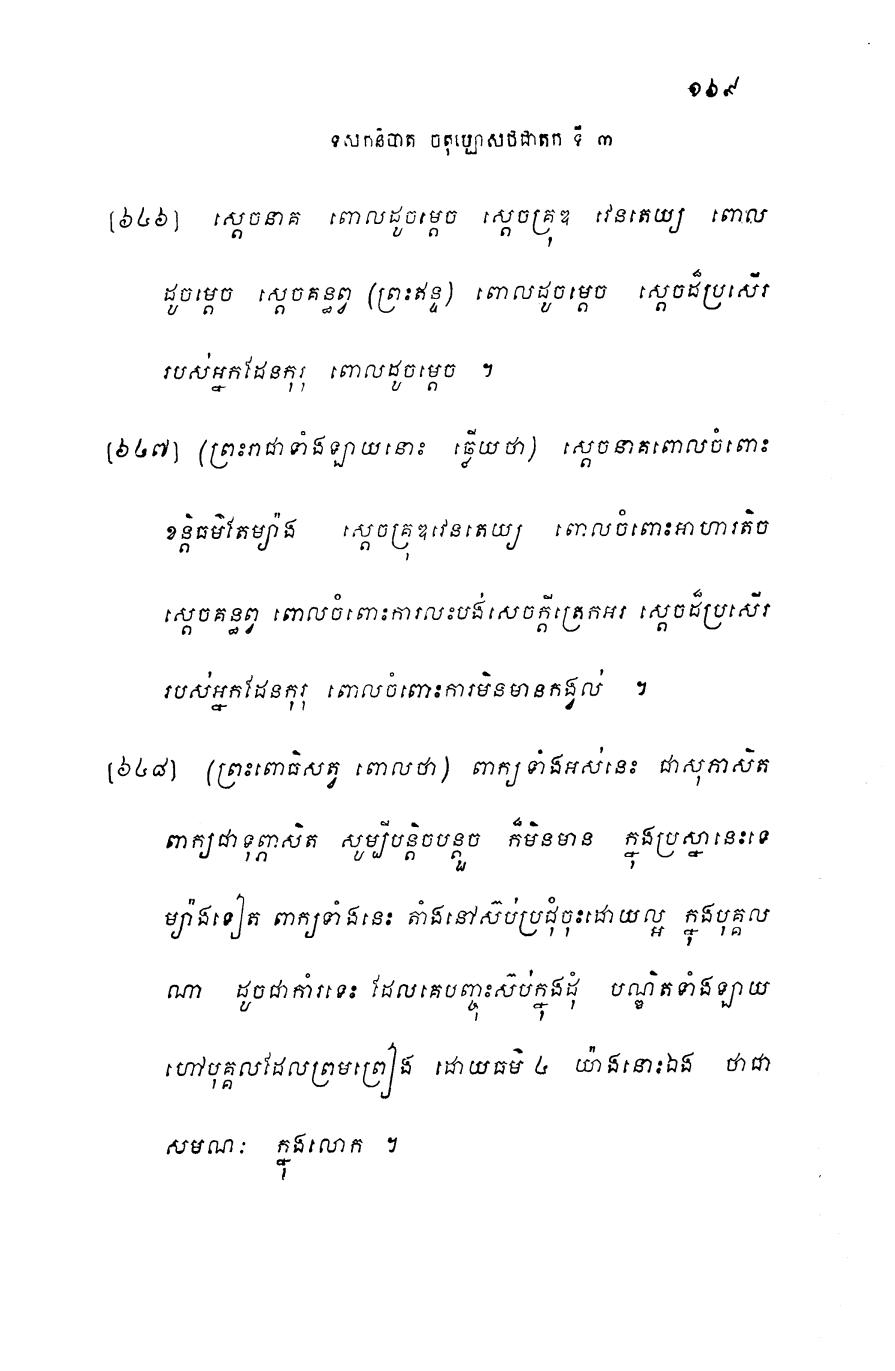 ១៦៩
ទសកនិបាត ចតុប្បោសថជាតក ទី ៣
[៦៤៦] ស្តេចនាគ ពោលដូចម្តេច ស្តេចគ្រុឌ វេនតេយ្យ ពោល
ដូចម្តេច ស្តេចគន្ធព្វ (ព្រះឥន្ទ) ពោលដូចម្តេច ស្តេចដ៏ប្រសើរ
របស់អ្នកដែនកុរុ ពោលដូចម្តេច ។
[៦៤៧] (ព្រះរាជាទាំងឡាយនោះ ឆ្លើយថា) ស្តេចនាគពោលចំពោះ
ខន្តិធម៌តែម្យ៉ាង ស្តេចគ្រុឌវេនតេយ្យ ពោលចំពោះអាហារតិច
ស្តេចគន្ធព្វ ពោលចំពោះការលះបង់សេចក្តីត្រេកអរ ស្តេចដ៏ប្រសើរ
របស់អ្នកដែនកុរុ ពោលចំពោះការមិនមានកង្វល់ ។
[៦៤៨] (ព្រះពោធិសត្វ ពោលថា) ពាក្យទាំងអស់នេះ ជាសុភាសិត
ពាក្យជាទុព្ភាសិត សូម្បីបន្តិចបន្តួច ក៏មិនមាន ក្នុងប្រស្នានេះទេ
ម្យ៉ាងទៀត ពាក្យទាំងនេះ តាំងនៅស៊ប់ប្រជុំចុះដោយល្អ ក្នុងបុគ្គល
ណា ដូចជាកាំរទេះ ដែលគេបញ្ចុះស៊ប់ក្នុងដុំ បណ្ឌិតទាំងឡាយ
ហៅបុគ្គលដែលព្រមព្រៀង ដោយធម៌ ៤ យ៉ាងនោះឯង ថាជា
សមណៈ ក្នុងលោក ។